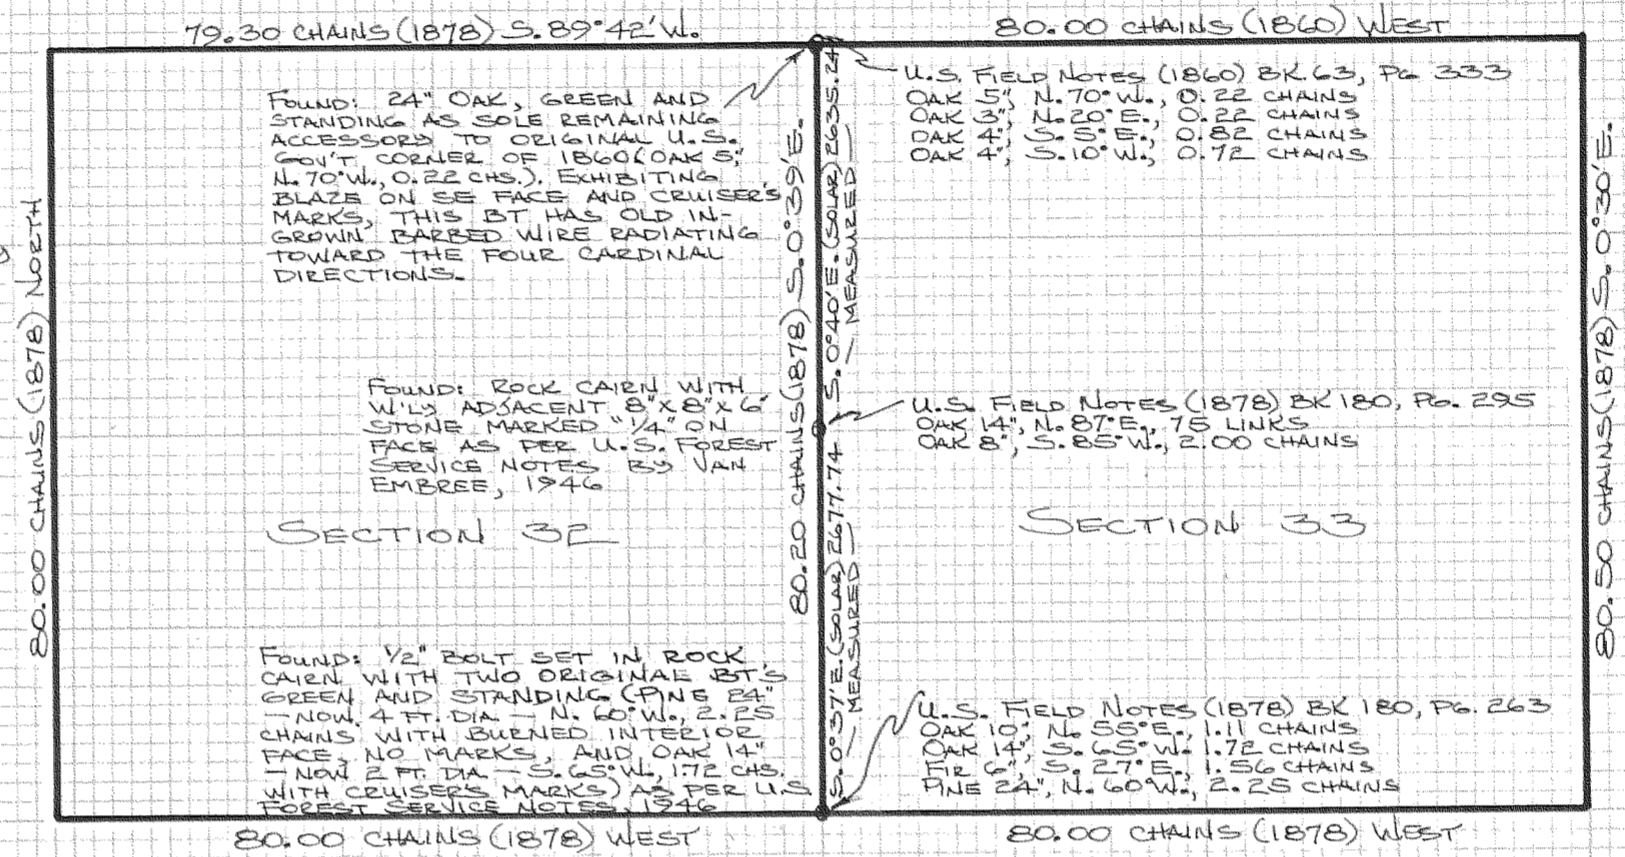 79.30 CHAINS (1878) S. 89°42' W.
80.00 CHAINS (1860) WEST
FOUND: 24" OAK, GREEN AND
STANDING AS SOLE REMAINING
ACCESSORY TO ORIGINAL U.S.
GOV'T CORNER OF 1860 (OAK 5",
N. 70° W., 0.22 CHS.). EXHIBITING
BLAZE ON SE FACE AND CRUISER'S
MARKS, THIS BT HAS OLD IN-
GROWN BARBED WIRE RADIATING
TOWARD THE FOUR CARDINAL
DIRECTIONS.
U.S. FIELD NOTES (1860) BK. 63, PG 333
OAK 5", N. 70° W., 0.22 CHAINS
OAK 3", N. 20° E., 0.22 CHAINS
OAK 4", S. 5° E., 0.82 CHAINS
OAK 4", S. 10° W., 0.72 CHAINS
80.00 CHAINS (1878) NORTH
80.20 CHAINS (1878) S. 0°39' E.
S. 0°40' E. (SOLAR) 2635.24
— MEASURED —
80.50 CHAINS (1878) S. 0°30' E.
FOUND: ROCK CAIRN WITH
W'LY ADJACENT 8" X 8" X 6"
STONE MARKED "1/4" ON
FACE AS PER U.S. FOREST
SERVICE NOTES BY VAN
EMBREE, 1946
U.S. FIELD NOTES (1878) BK 180, PG. 295
OAK 14", N. 87° E., 75 LINKS
OAK 8", S. 85° W., 2.00 CHAINS
SECTION 32
SECTION 33
S. 0°37' E. (SOLAR) 2677.74
— MEASURED —
FOUND: 1/2" BOLT SET IN ROCK
CAIRN WITH TWO ORIGINAL BT'S
GREEN AND STANDING (PINE 24"
— NOW 4 FT. DIA — N. 60° W., 2.25
CHAINS WITH BURNED INTERIOR
FACE, NO MARKS, AND OAK 14"
— NOW 2 FT. DIA — S. 65° W., 1.72 CHS.
WITH CRUISER'S MARKS) AS PER U.S.
FOREST SERVICE NOTES, 1946
U.S. FIELD NOTES (1878) BK 180, PG. 263
OAK 10", N. 55° E., 1.11 CHAINS
OAK 14", S. 65° W., 1.72 CHAINS
FIR 6", S. 27° E., 1.56 CHAINS
PINE 24", N. 60° W., 2.25 CHAINS
80.00 CHAINS (1878) WEST
80.00 CHAINS (1878) WEST